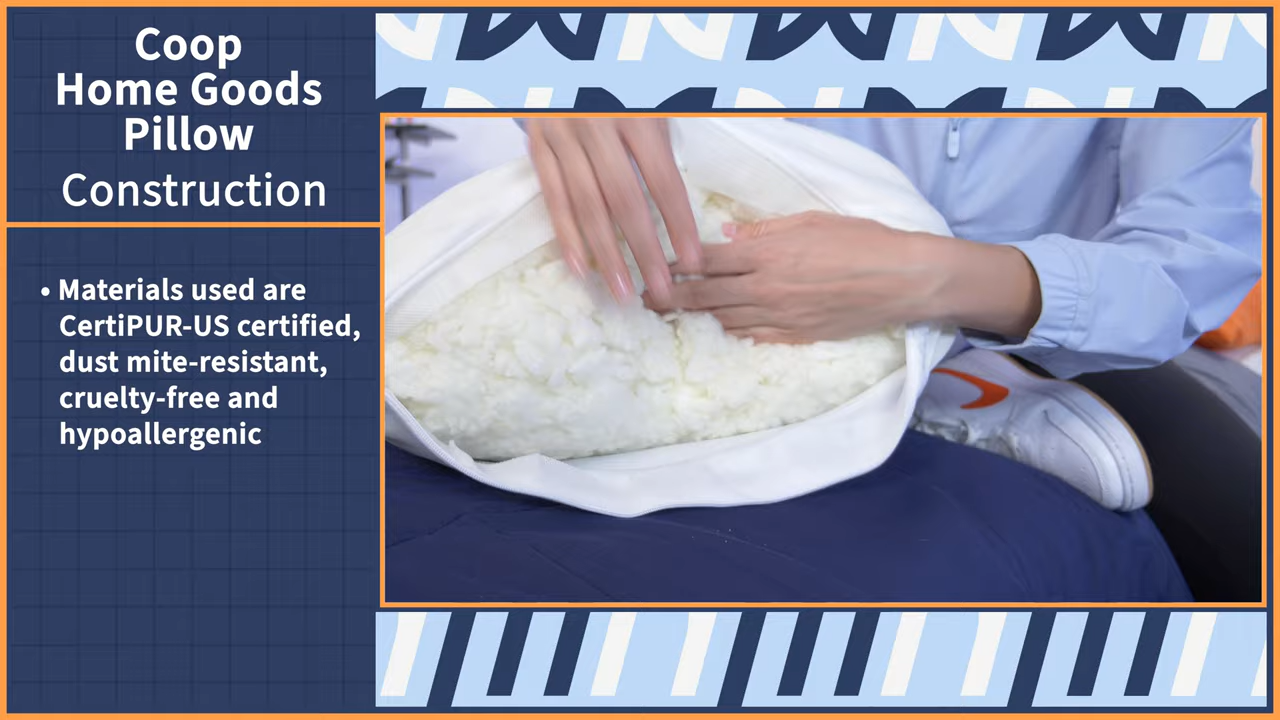 Coop
Home Goods
Pillow
Construction
• Materials used are
CertiPUR-US certified,
dust mite-resistant,
cruelty-free and
hypoallergenic